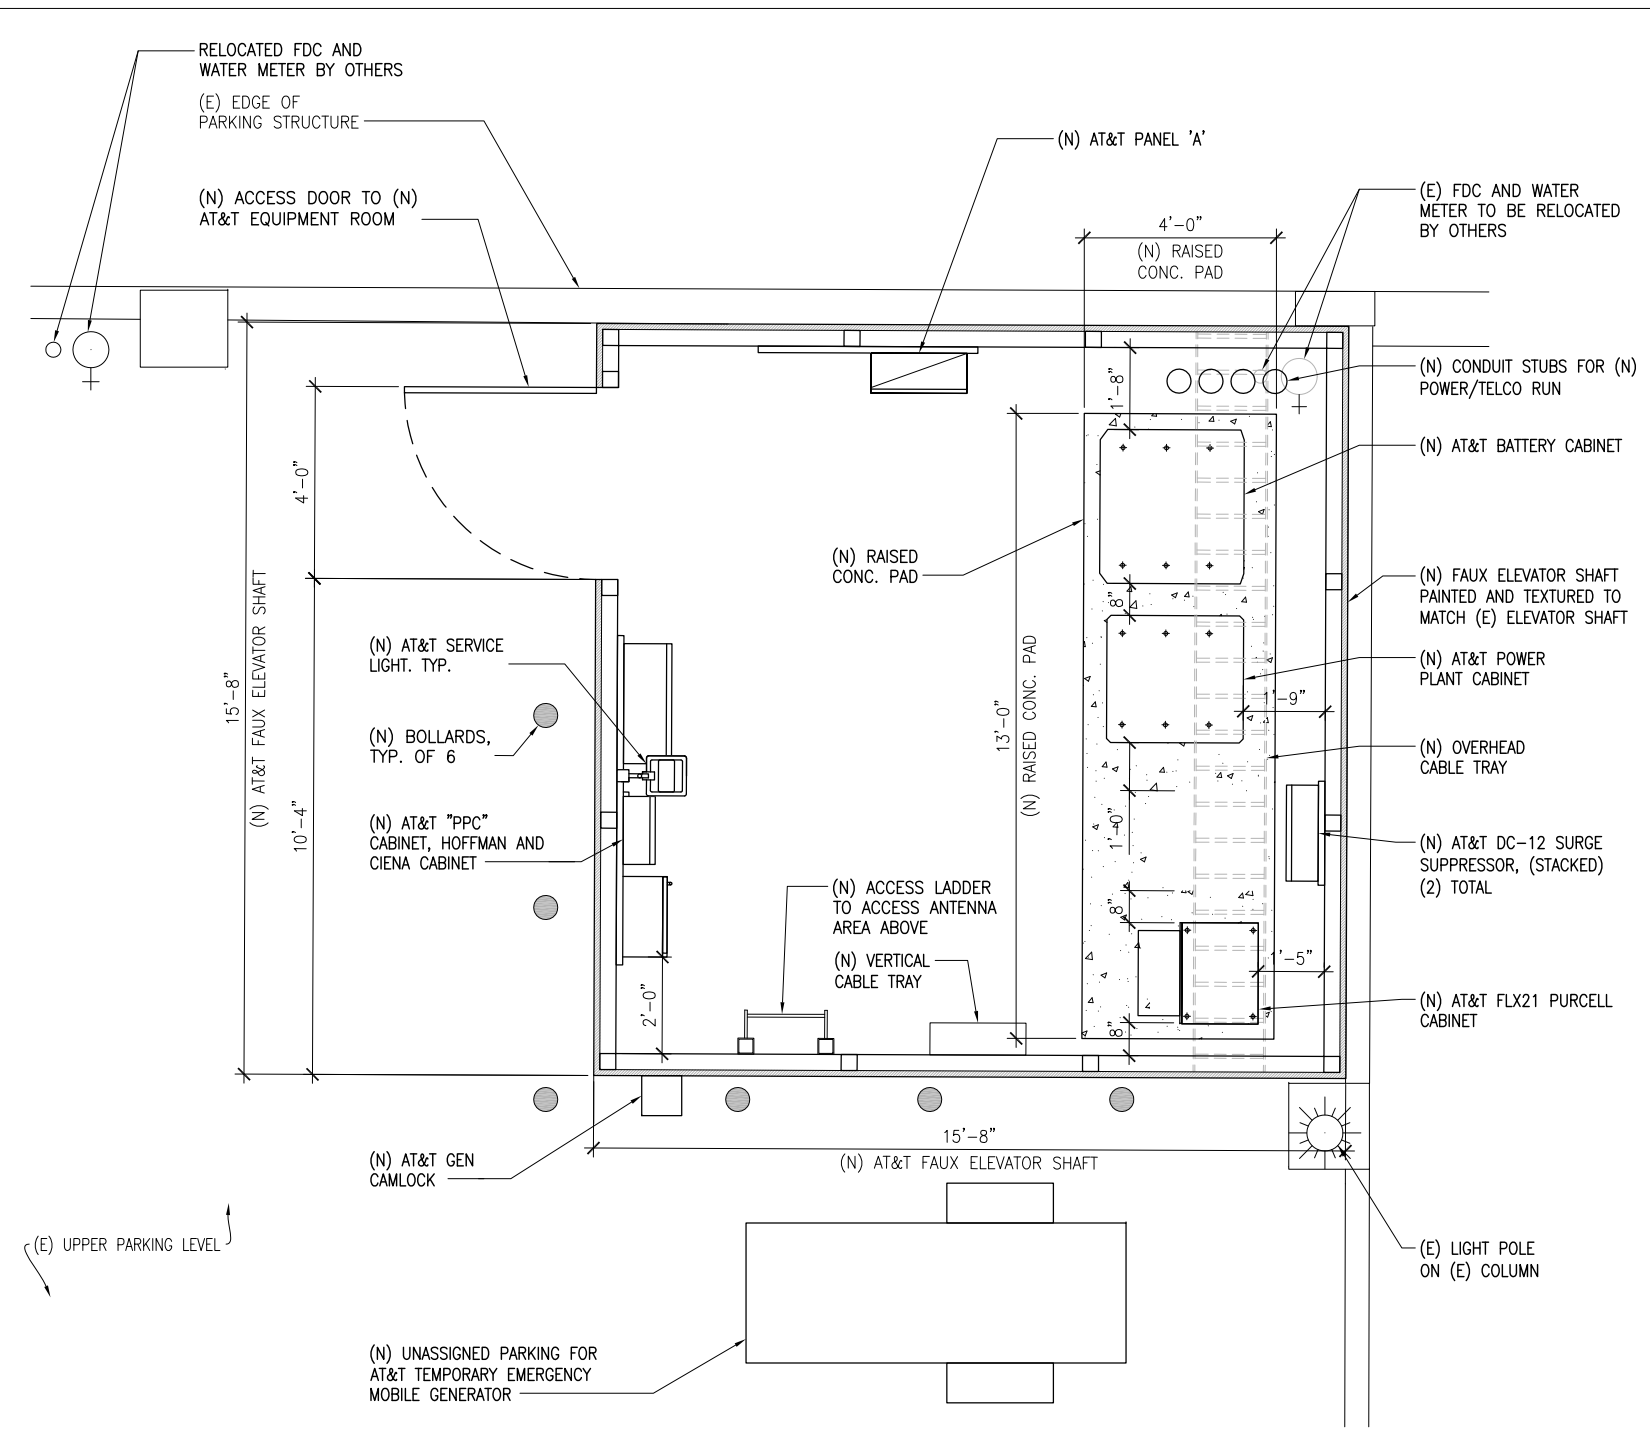 RELOCATED FDC AND
WATER METER BY OTHERS
(E) EDGE OF
PARKING STRUCTURE
(N) ACCESS DOOR TO (N)
AT&T EQUIPMENT ROOM
(N) AT&T PANEL 'A'
(E) FDC AND WATER
METER TO BE RELOCATED
BY OTHERS
4'-0"
(N) RAISED
CONC. PAD
(N) CONDUIT STUBS FOR (N)
POWER/TELCO RUN
1'-8"
(N) AT&T BATTERY CABINET
4'-0"
(N) RAISED
CONC. PAD
(N) FAUX ELEVATOR SHAFT
PAINTED AND TEXTURED TO
MATCH (E) ELEVATOR SHAFT
8"
15'-8"
(N) AT&T FAUX ELEVATOR SHAFT
(N) AT&T SERVICE
LIGHT. TYP.
(N) AT&T POWER
PLANT CABINET
1'-9"
13'-0"
(N) RAISED CONC. PAD
(N) BOLLARDS,
TYP. OF 6
(N) OVERHEAD
CABLE TRAY
10'-4"
(N) AT&T "PPC"
CABINET, HOFFMAN AND
CIENA CABINET
1'-0"
(N) AT&T DC-12 SURGE
SUPPRESSOR, (STACKED)
(2) TOTAL
(N) ACCESS LADDER
TO ACCESS ANTENNA
AREA ABOVE
8"
(N) VERTICAL
CABLE TRAY
1'-5"
2'-0"
(N) AT&T FLX21 PURCELL
CABINET
8"
15'-8"
(N) AT&T FAUX ELEVATOR SHAFT
(N) AT&T GEN
CAMLOCK
(E) UPPER PARKING LEVEL
(E) LIGHT POLE
ON (E) COLUMN
(N) UNASSIGNED PARKING FOR
AT&T TEMPORARY EMERGENCY
MOBILE GENERATOR